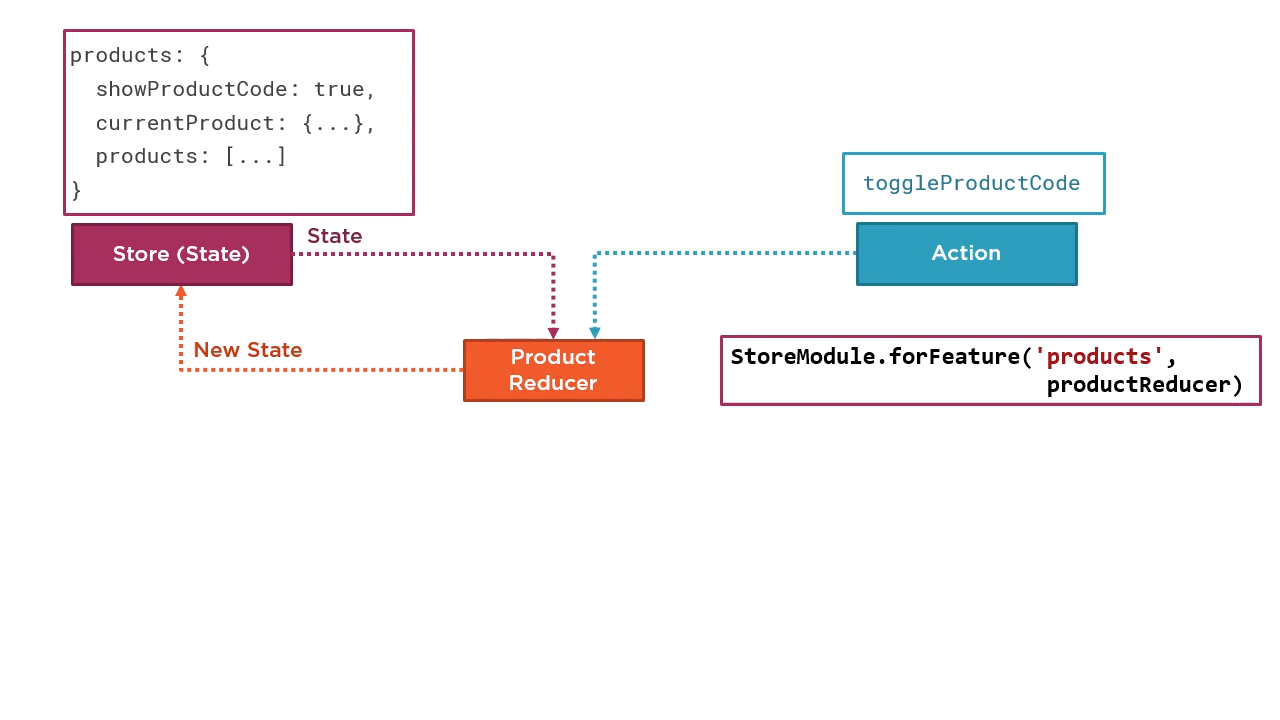 products: {
  showProductCode: true,
  currentProduct: {...},
  products: [...]
}
toggleProductCode
Store (State)
State
Action
New State
Product
Reducer
StoreModule.forFeature('products',
productReducer)